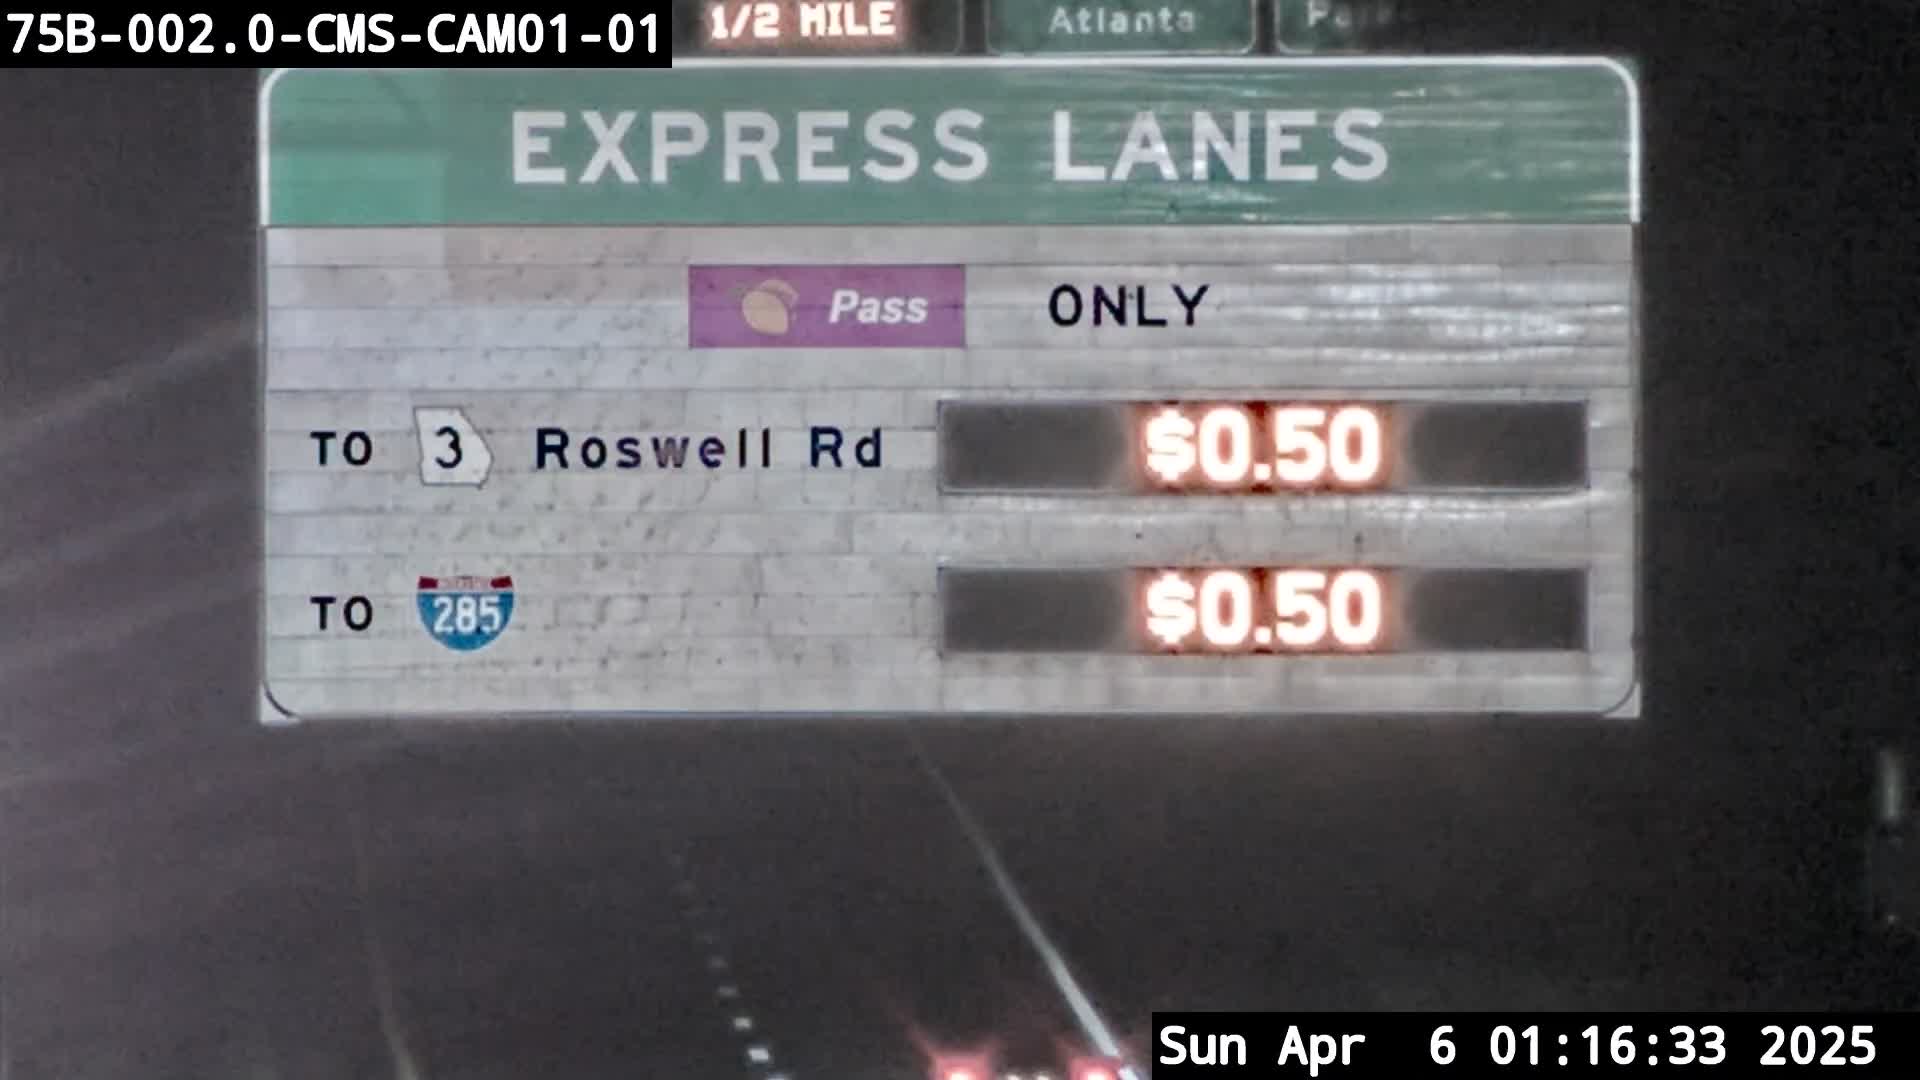 75B-002.0-CMS-CAM01-01
1/2 MILE
Atlanta
EXPRESS LANES
Pass ONLY
TO 3 Roswell Rd $0.50
TO 285 $0.50
Sun Apr 6 01:16:33 2025